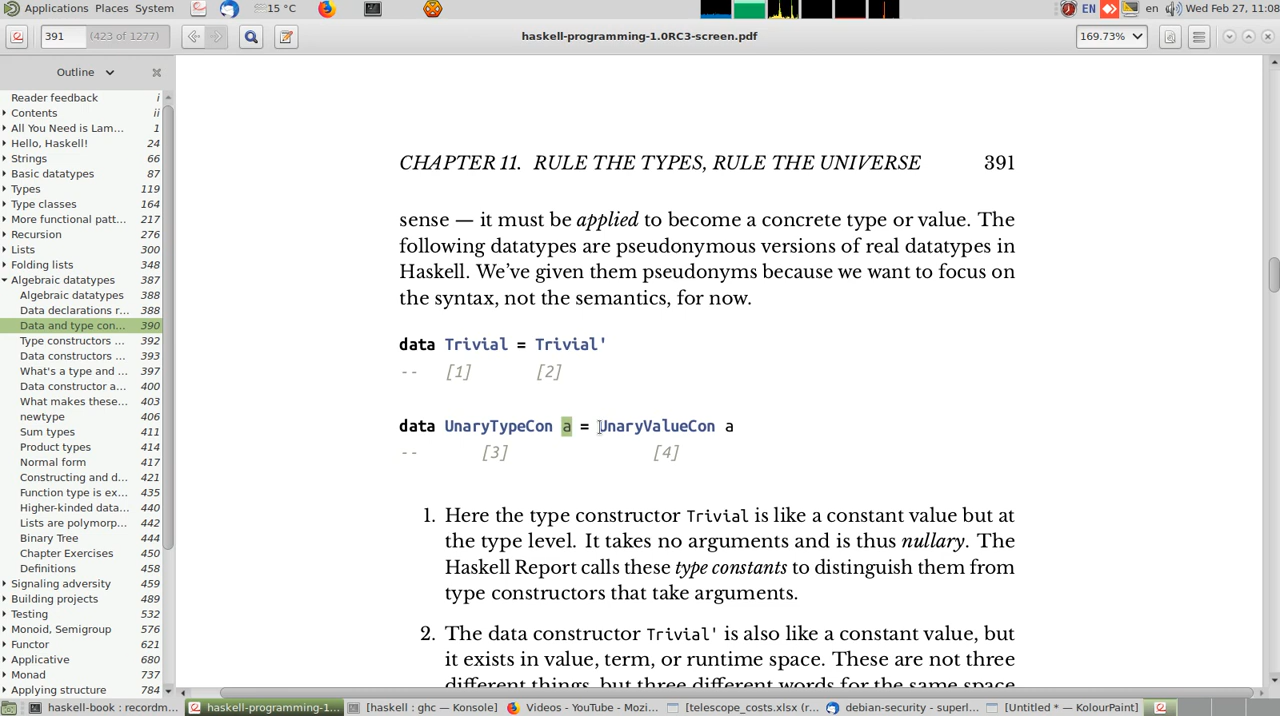 Applications Places System 15 °C EN en Wed Feb 27, 11:08
391 (423 of 1277) haskell-programming-1.0RC3-screen.pdf 169.73%
Outline
Reader feedback i
Contents ii
All You Need is Lam... 1
Hello, Haskell! 24
Strings 66
Basic datatypes 87
Types 119
Type classes 164
More functional patt... 217
Recursion 276
Lists 300
Folding lists 348
Algebraic datatypes 387
Algebraic datatypes 388
Data declarations r... 388
Data and type con... 390
Type constructors ... 392
Data constructors ... 393
What's a type and ... 397
Data constructor a... 400
What makes these... 403
newtype 406
Sum types 411
Product types 414
Normal form 417
Constructing and d... 421
Function type is ex... 435
Higher-kinded data... 440
Lists are polymorp... 442
Binary Tree 444
Chapter Exercises 450
Definitions 458
Signaling adversity 459
Building projects 489
Testing 532
Monoid, Semigroup 576
Functor 621
Applicative 680
Monad 737
Applying structure 784
CHAPTER 11. RULE THE TYPES, RULE THE UNIVERSE 391
sense — it must be applied to become a concrete type or value. The
following datatypes are pseudonymous versions of real datatypes in
Haskell. We've given them pseudonyms because we want to focus on
the syntax, not the semantics, for now.
data Trivial = Trivial'
-- [1] [2]
data UnaryTypeCon a = UnaryValueCon a
-- [3] [4]
1. Here the type constructor Trivial is like a constant value but at
the type level. It takes no arguments and is thus nullary. The
Haskell Report calls these type constants to distinguish them from
type constructors that take arguments.
2. The data constructor Trivial' is also like a constant value, but
it exists in value, term, or runtime space. These are not three
different things, but three different words for the same space
haskell-book : recordm... haskell-programming-1... [haskell : ghc — Konsole] Videos - YouTube - Mozi... [telescope_costs.xlsx (r... debian-security - superl... [Untitled * — KolourPaint]